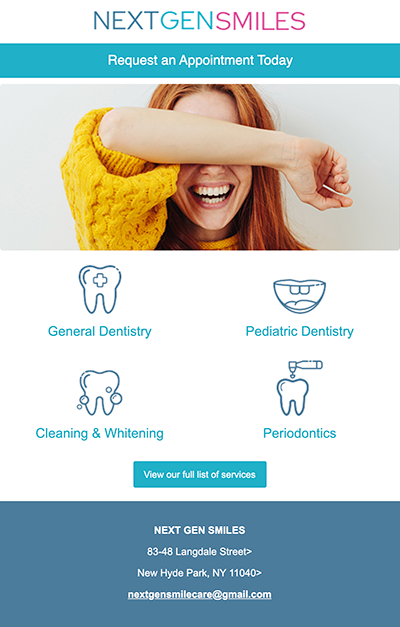 NEXTGENSMILES
Request an Appointment Today
General Dentistry
Pediatric Dentistry
Cleaning & Whitening
Periodontics
View our full list of services
NEXT GEN SMILES
83-48 Langdale Street>
New Hyde Park, NY 11040>
nextgensmilecare@gmail.com